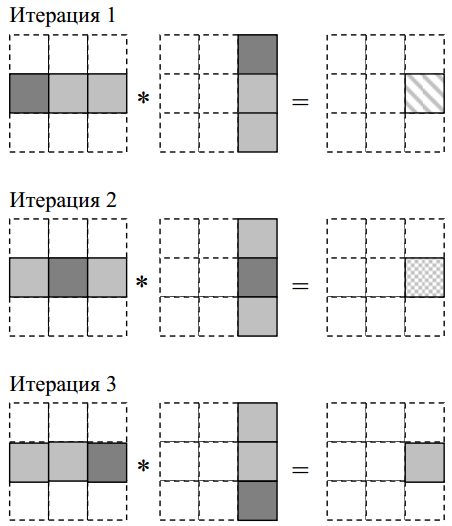 Итерация 1
* =
Итерация 2
* =
Итерация 3
* =